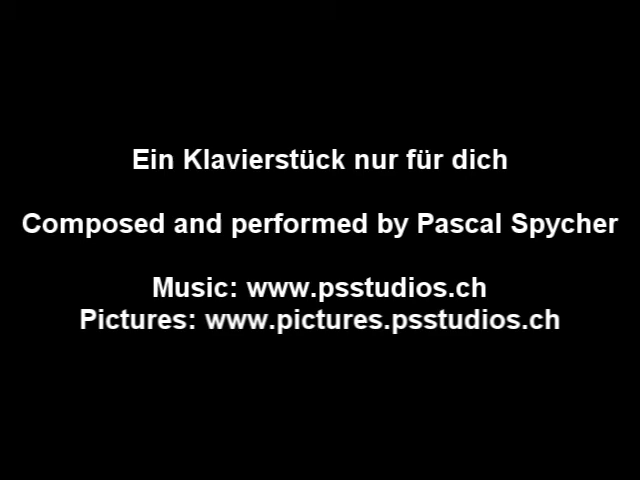 Ein Klavierstück nur für dich
Composed and performed by Pascal Spycher
Music: www.psstudios.ch
Pictures: www.pictures.psstudios.ch